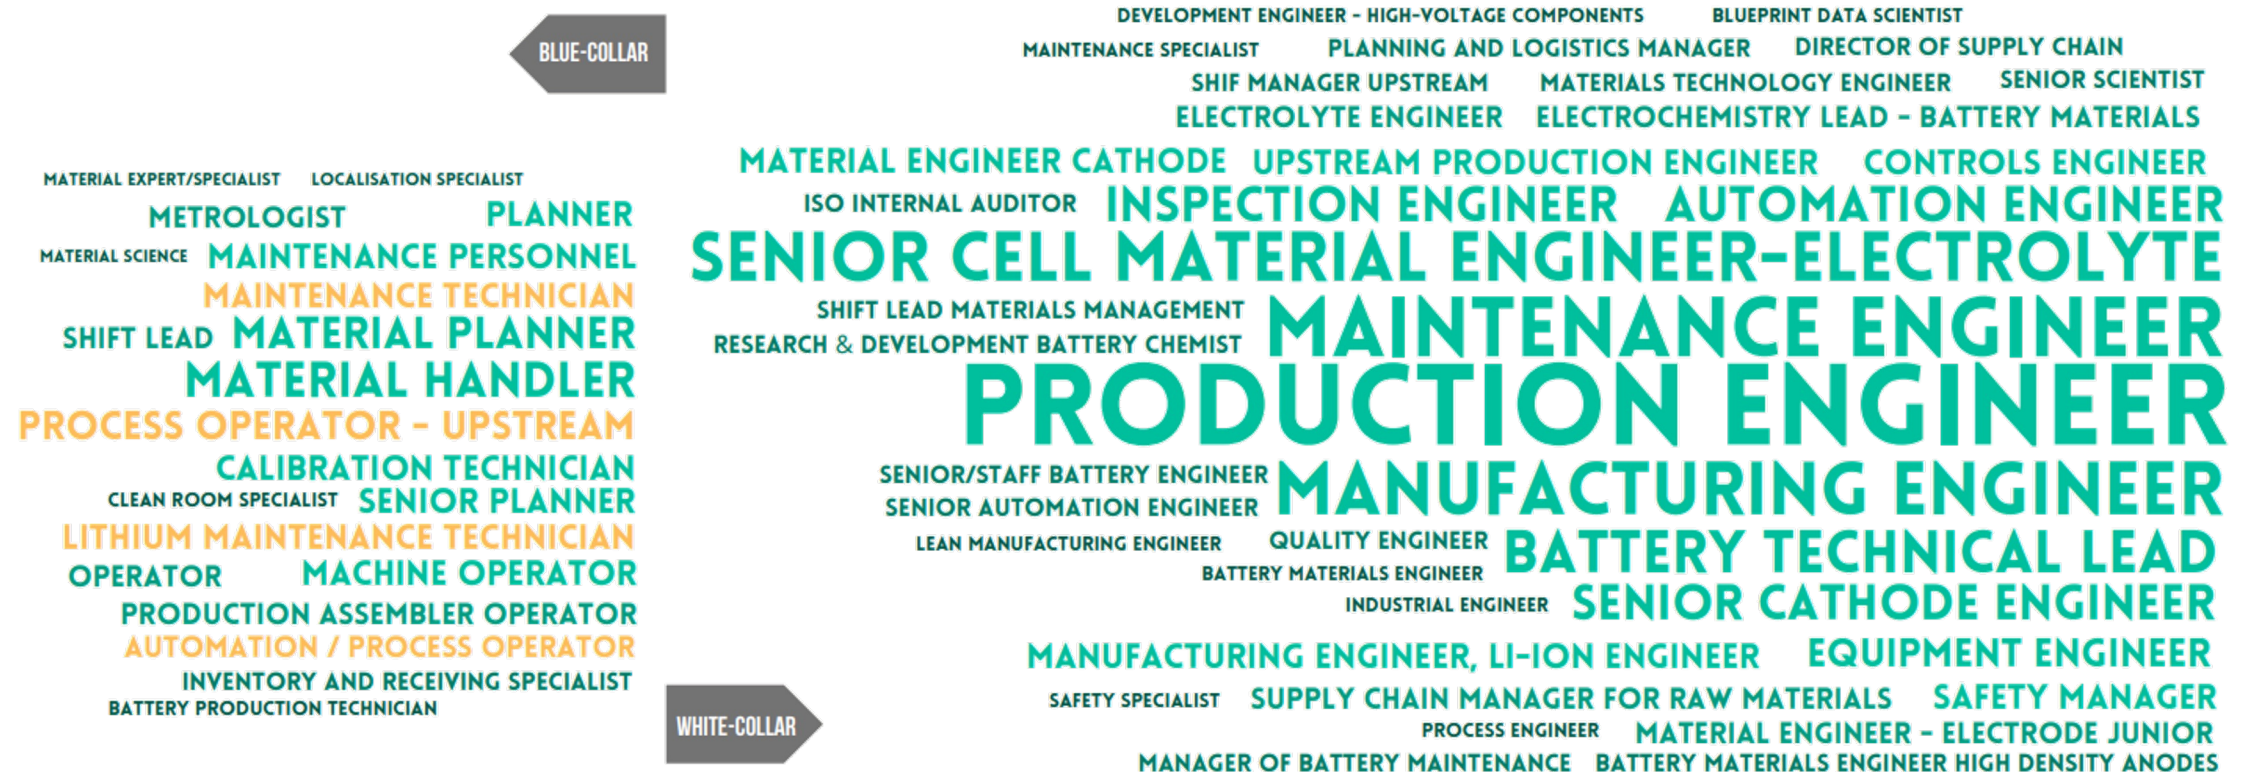 BLUE-COLLAR
MATERIAL EXPERT/SPECIALIST LOCALISATION SPECIALIST
METROLOGIST PLANNER
MATERIAL SCIENCE MAINTENANCE PERSONNEL
MAINTENANCE TECHNICIAN
SHIFT LEAD MATERIAL PLANNER
MATERIAL HANDLER
PROCESS OPERATOR - UPSTREAM
CALIBRATION TECHNICIAN
CLEAN ROOM SPECIALIST SENIOR PLANNER
LITHIUM MAINTENANCE TECHNICIAN
OPERATOR MACHINE OPERATOR
PRODUCTION ASSEMBLER OPERATOR
AUTOMATION / PROCESS OPERATOR
INVENTORY AND RECEIVING SPECIALIST
BATTERY PRODUCTION TECHNICIAN
WHITE-COLLAR
DEVELOPMENT ENGINEER - HIGH-VOLTAGE COMPONENTS BLUEPRINT DATA SCIENTIST
MAINTENANCE SPECIALIST PLANNING AND LOGISTICS MANAGER DIRECTOR OF SUPPLY CHAIN
SHIF MANAGER UPSTREAM MATERIALS TECHNOLOGY ENGINEER SENIOR SCIENTIST
ELECTROLYTE ENGINEER ELECTROCHEMISTRY LEAD - BATTERY MATERIALS
MATERIAL ENGINEER CATHODE UPSTREAM PRODUCTION ENGINEER CONTROLS ENGINEER
ISO INTERNAL AUDITOR INSPECTION ENGINEER AUTOMATION ENGINEER
SENIOR CELL MATERIAL ENGINEER-ELECTROLYTE
SHIFT LEAD MATERIALS MANAGEMENT MAINTENANCE ENGINEER
RESEARCH & DEVELOPMENT BATTERY CHEMIST
PRODUCTION ENGINEER
SENIOR/STAFF BATTERY ENGINEER MANUFACTURING ENGINEER
SENIOR AUTOMATION ENGINEER
LEAN MANUFACTURING ENGINEER QUALITY ENGINEER BATTERY TECHNICAL LEAD
BATTERY MATERIALS ENGINEER
INDUSTRIAL ENGINEER SENIOR CATHODE ENGINEER
MANUFACTURING ENGINEER, LI-ION ENGINEER EQUIPMENT ENGINEER
SAFETY SPECIALIST SUPPLY CHAIN MANAGER FOR RAW MATERIALS SAFETY MANAGER
PROCESS ENGINEER MATERIAL ENGINEER - ELECTRODE JUNIOR
MANAGER OF BATTERY MAINTENANCE BATTERY MATERIALS ENGINEER HIGH DENSITY ANODES